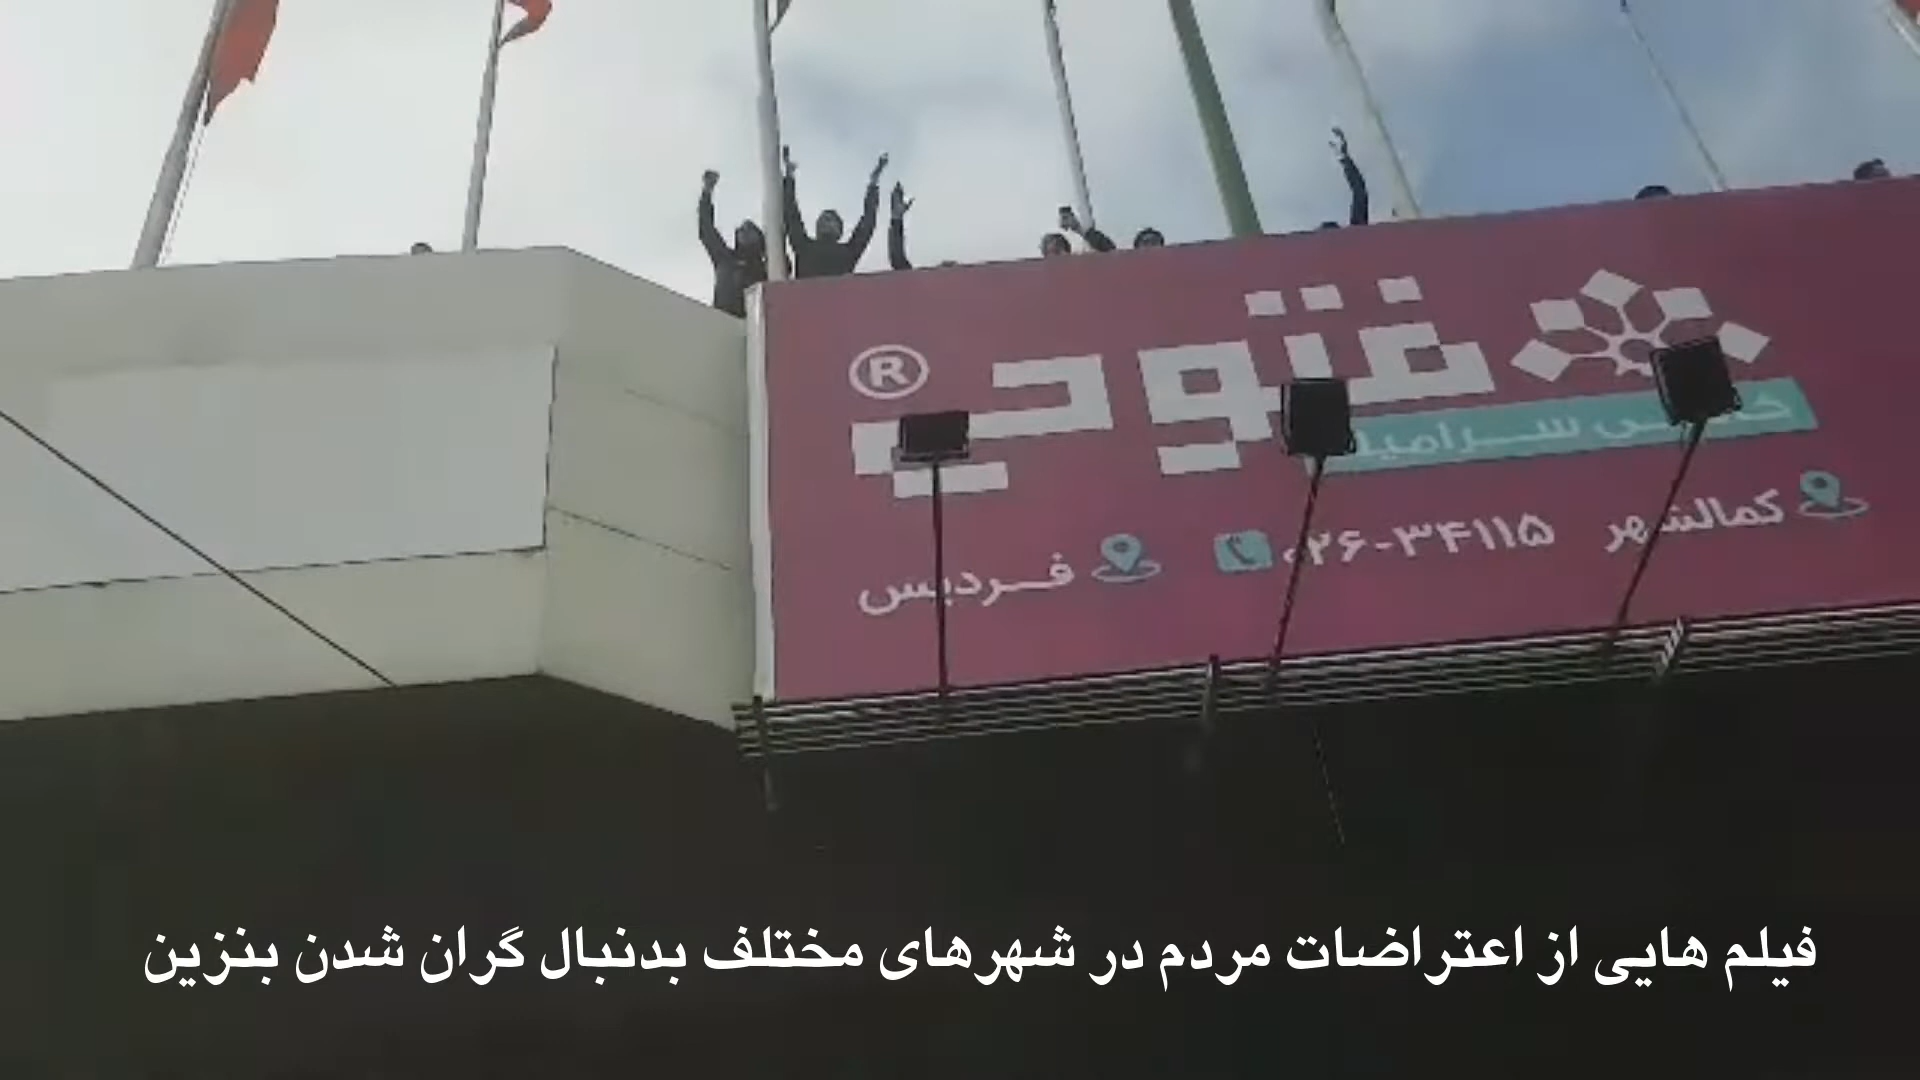 فتوحی ®
سرامیک
کمالشهر ۰۲۶-۳۴۱۱۵ فردیس
فیلم هایی از اعتراضات مردم در شهرهای مختلف بدنبال گران شدن بنزین